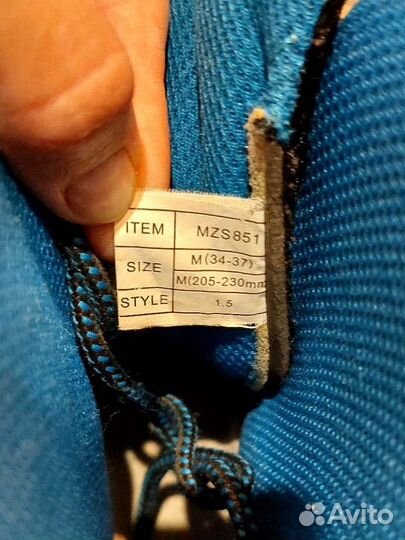 ITEM MZS851
SIZE M(34-37)
M(205-230mm
STYLE 1.5
Avito